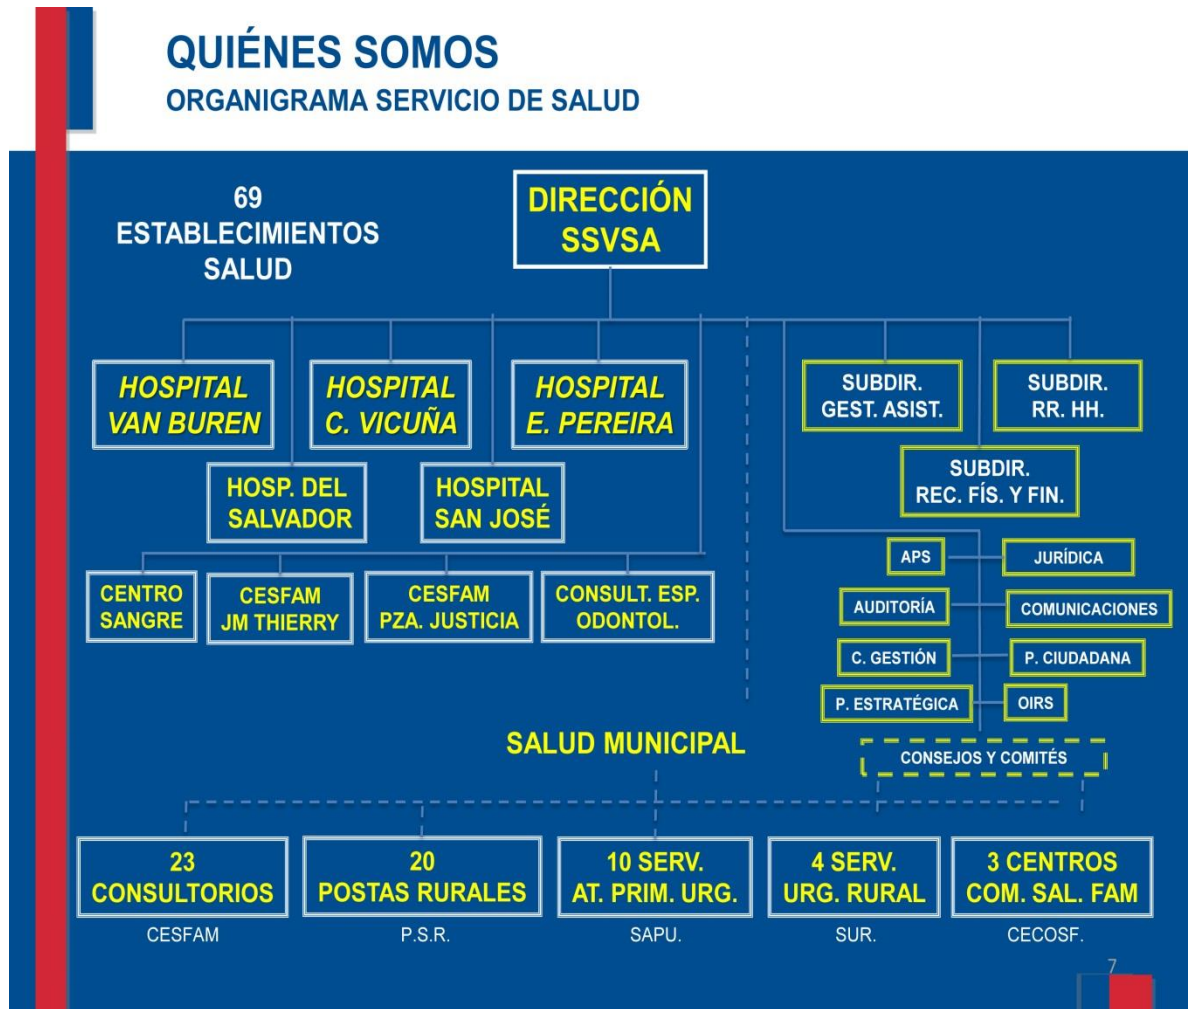 QUIÉNES SOMOS
ORGANIGRAMA SERVICIO DE SALUD
69
ESTABLECIMIENTOS
SALUD
DIRECCIÓN
SSVSA
HOSPITAL
VAN BUREN
HOSPITAL
C. VICUÑA
HOSPITAL
E. PEREIRA
SUBDIR.
GEST. ASIST.
SUBDIR.
RR. HH.
HOSP. DEL
SALVADOR
HOSPITAL
SAN JOSÉ
SUBDIR.
REC. FÍS. Y FIN.
CENTRO
SANGRE
CESFAM
JM THIERRY
CESFAM
PZA. JUSTICIA
CONSULT. ESP.
ODONTOL.
APS
JURÍDICA
AUDITORÍA
COMUNICACIONES
C. GESTIÓN
P. CIUDADANA
P. ESTRATÉGICA
OIRS
CONSEJOS Y COMITÉS
SALUD MUNICIPAL
23
CONSULTORIOS
CESFAM
20
POSTAS RURALES
P.S.R.
10 SERV.
AT. PRIM. URG.
SAPU.
4 SERV.
URG. RURAL
SUR.
3 CENTROS
COM. SAL. FAM
CECOSF.
7